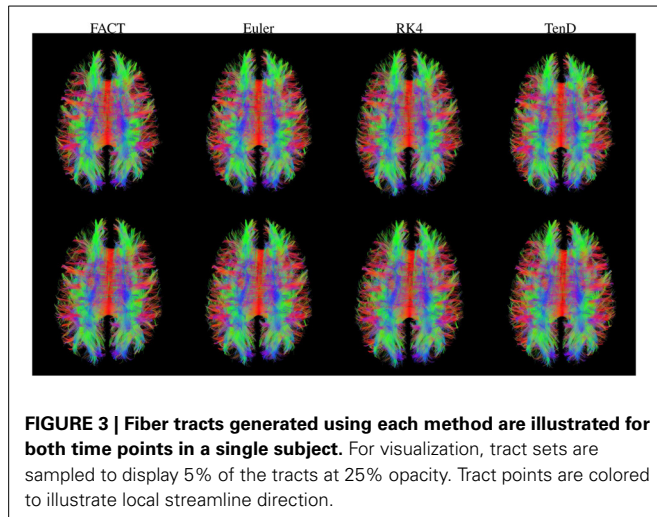 FACT Euler RK4 TenD
FIGURE 3 | Fiber tracts generated using each method are illustrated for
both time points in a single subject. For visualization, tract sets are
sampled to display 5% of the tracts at 25% opacity. Tract points are colored
to illustrate local streamline direction.